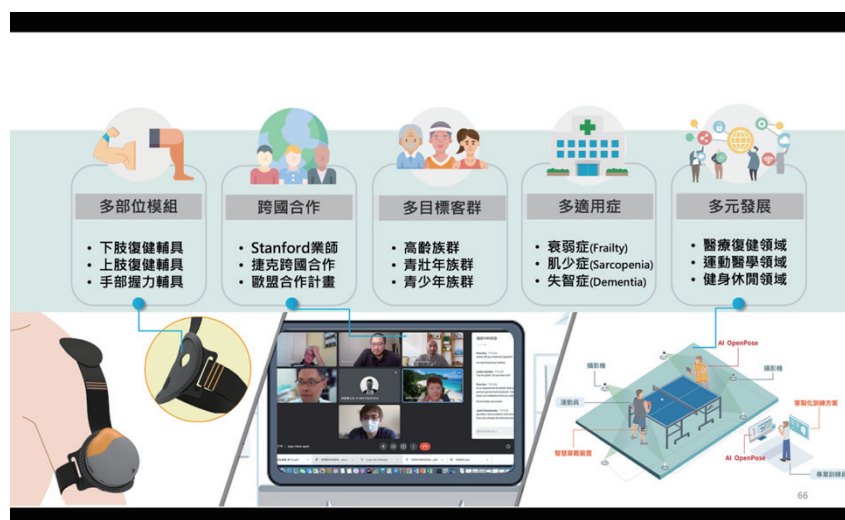 多部位模組
• 下肢復健輔具
• 上肢復健輔具
• 手部握力輔具
跨國合作
• Stanford業師
• 捷克跨國合作
• 歐盟合作計畫
多目標客群
• 高齡族群
• 青壯年族群
• 青少年族群
多適用症
• 衰弱症(Frailty)
• 肌少症(Sarcopenia)
• 失智症(Dementia)
多元發展
• 醫療復健領域
• 運動醫學領域
• 健身休閒領域
AI OpenPose
攝影機
攝影機
運動員
客製化訓練方案
智慧穿戴裝置
AI OpenPose
專業訓練員
66